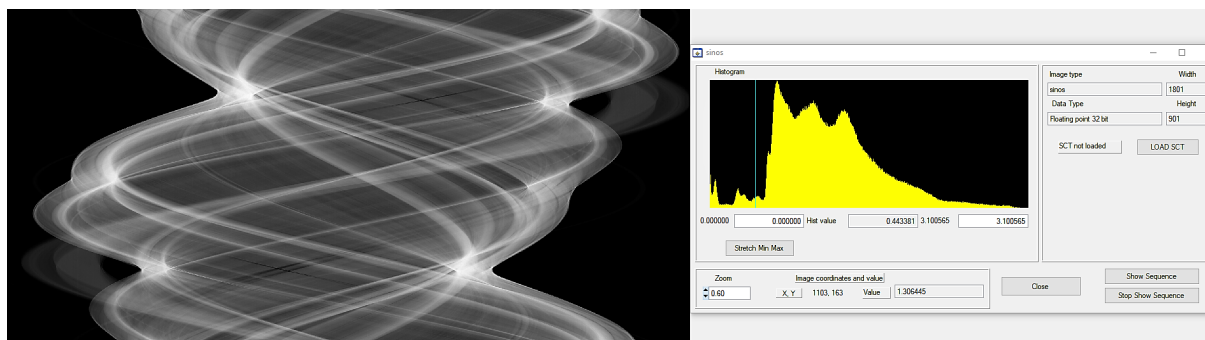 sinos
Histogram
0.000000 0.000000 Hist value 0.443381 3.100565 3.100565
Stretch Min Max
Image type Width
sinos 1801
Data Type Height
Floating point 32 bit 901
SCT not loaded LOAD SCT
Zoom Image coordinates and value
0.60 X, Y 1103, 163 Value 1.306445
Close
Show Sequence
Stop Show Sequence